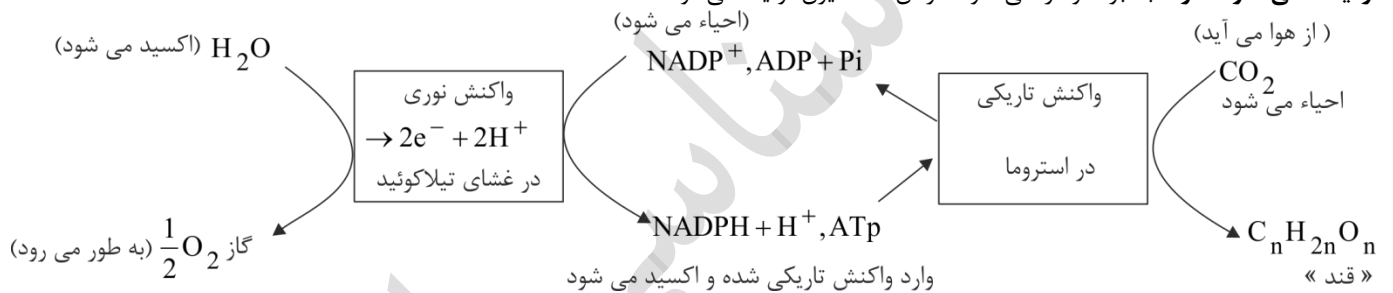 (احیاء می شود)
( از هوا می آید)
H₂O (اکسید می شود)
NADP⁺, ADP + Pi
CO₂
احیاء می شود
واکنش نوری
→ 2e⁻ + 2H⁺
در غشای تیلاکوئید
واکنش تاریکی
در استروما
گاز ½O₂ (به طور می رود)
NADPH + H⁺, ATp
CₙH₂ₙOₙ
« قند »
وارد واکنش تاریکی شده و اکسید می شود